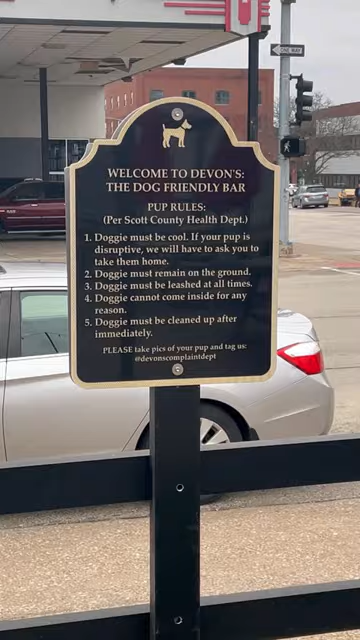 ONE WAY
WELCOME TO DEVON'S:
THE DOG FRIENDLY BAR
PUP RULES:
(Per Scott County Health Dept.)
1. Doggie must be cool. If your pup is
disruptive, we will have to ask you to
take them home.
2. Doggie must remain on the ground.
3. Doggie must be leashed at all times.
4. Doggie cannot come inside for any
reason.
5. Doggie must be cleaned up after
immediately.
PLEASE take pics of your pup and tag us:
@devonscomplaintdept